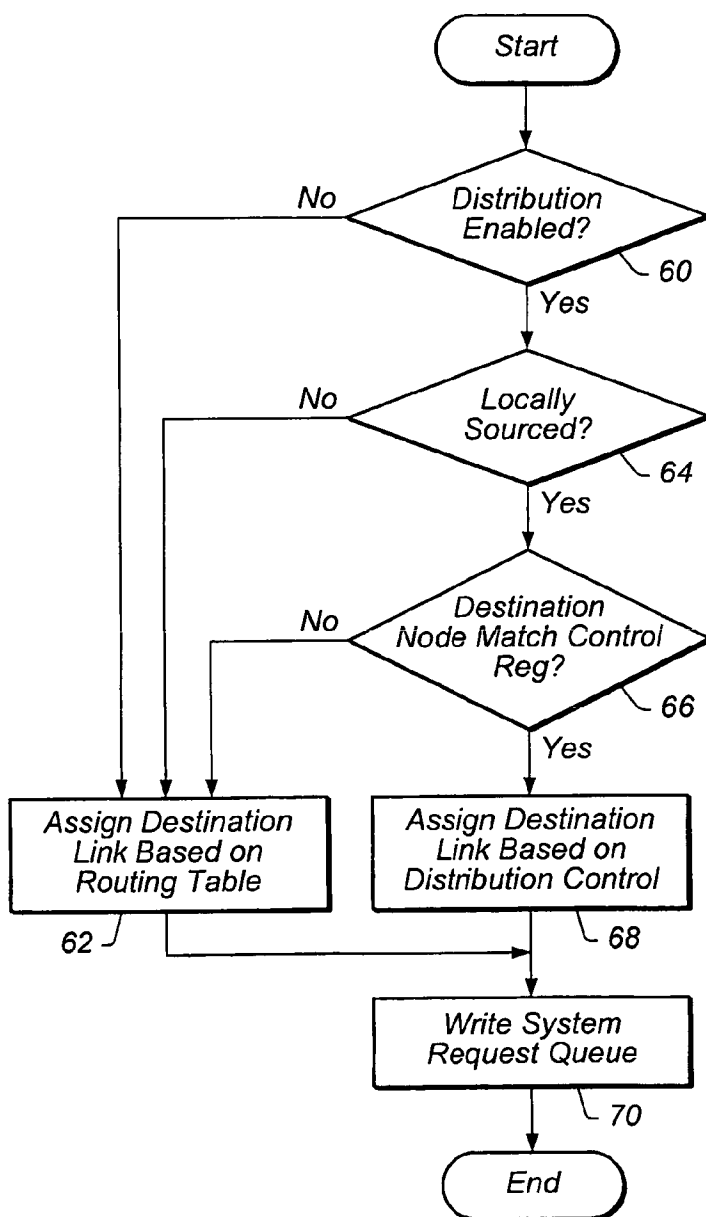 Start
No
Distribution
Enabled?
60
Yes
No
Locally
Sourced?
64
Yes
No
Destination
Node Match Control
Reg?
66
Yes
Assign Destination
Link Based on
Routing Table
62
Assign Destination
Link Based on
Distribution Control
68
Write System
Request Queue
70
End